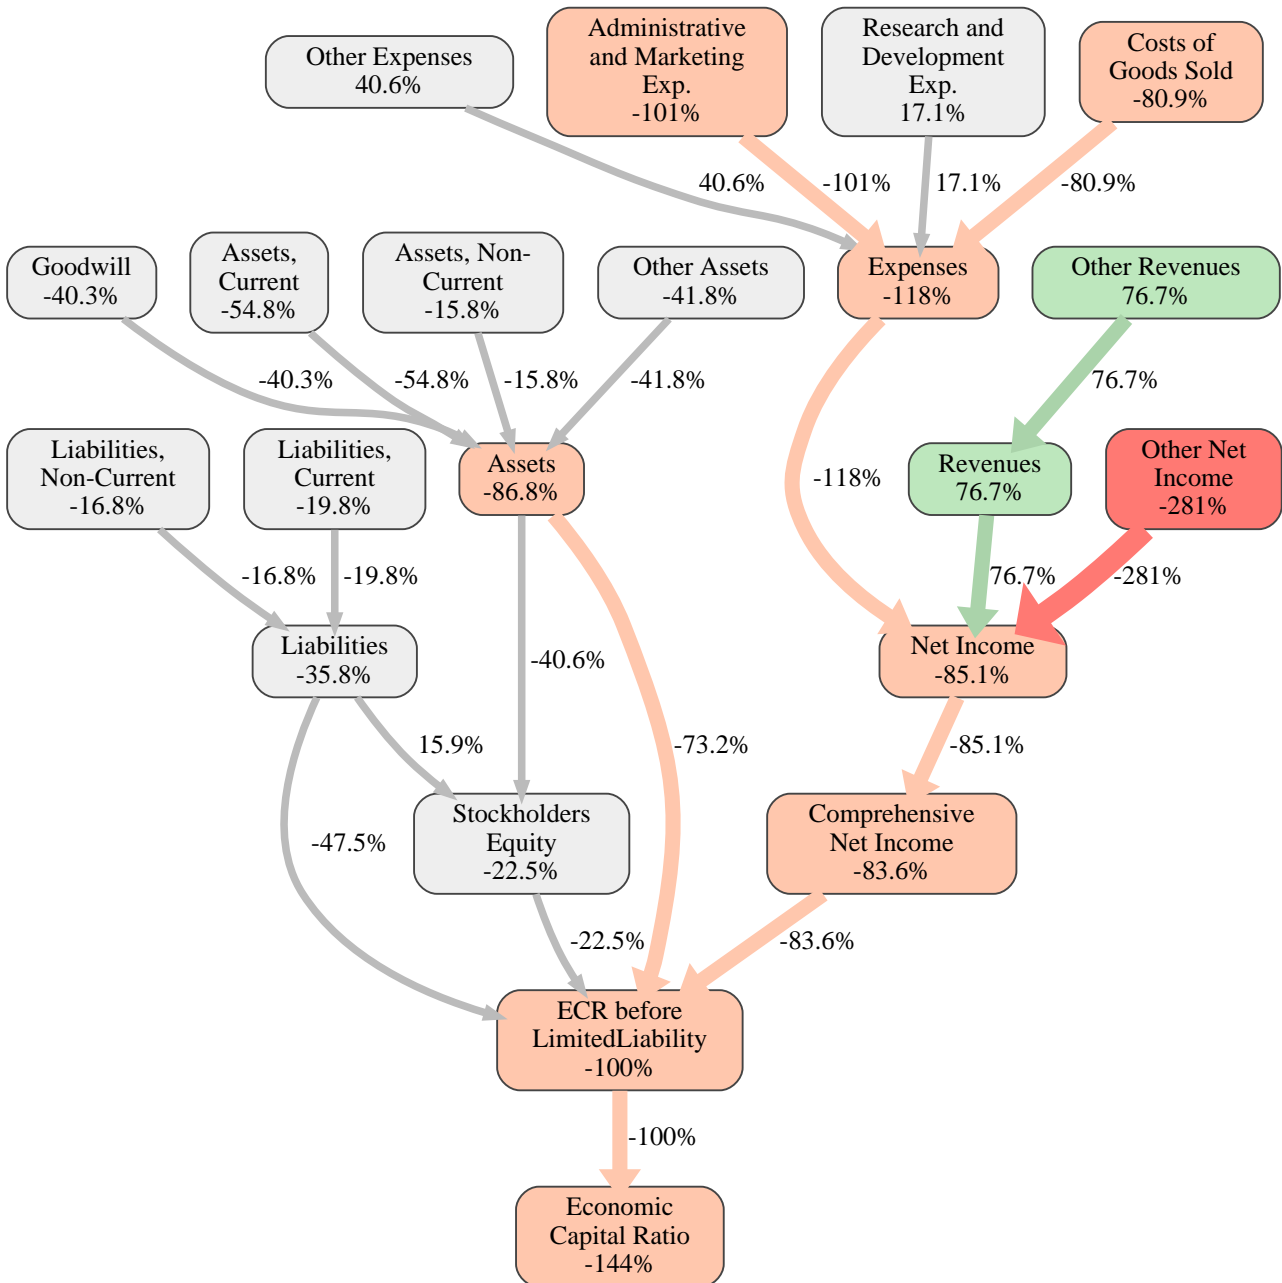 Other Expenses
40.6%
Administrative
and Marketing
Exp.
-101%
Research and
Development
Exp.
17.1%
Costs of
Goods Sold
-80.9%
40.6%
-101%
17.1%
-80.9%
Goodwill
-40.3%
Assets,
Current
-54.8%
Assets, Non-
Current
-15.8%
Other Assets
-41.8%
Expenses
-118%
Other Revenues
76.7%
-40.3%
-54.8%
-15.8%
-41.8%
76.7%
Liabilities,
Non-Current
-16.8%
Liabilities,
Current
-19.8%
Assets
-86.8%
-118%
Revenues
76.7%
Other Net
Income
-281%
-16.8%
-19.8%
76.7%
-281%
Liabilities
-35.8%
-40.6%
Net Income
-85.1%
15.9%
-73.2%
-85.1%
-47.5%
Stockholders
Equity
-22.5%
Comprehensive
Net Income
-83.6%
-22.5%
-83.6%
ECR before
LimitedLiability
-100%
-100%
Economic
Capital Ratio
-144%